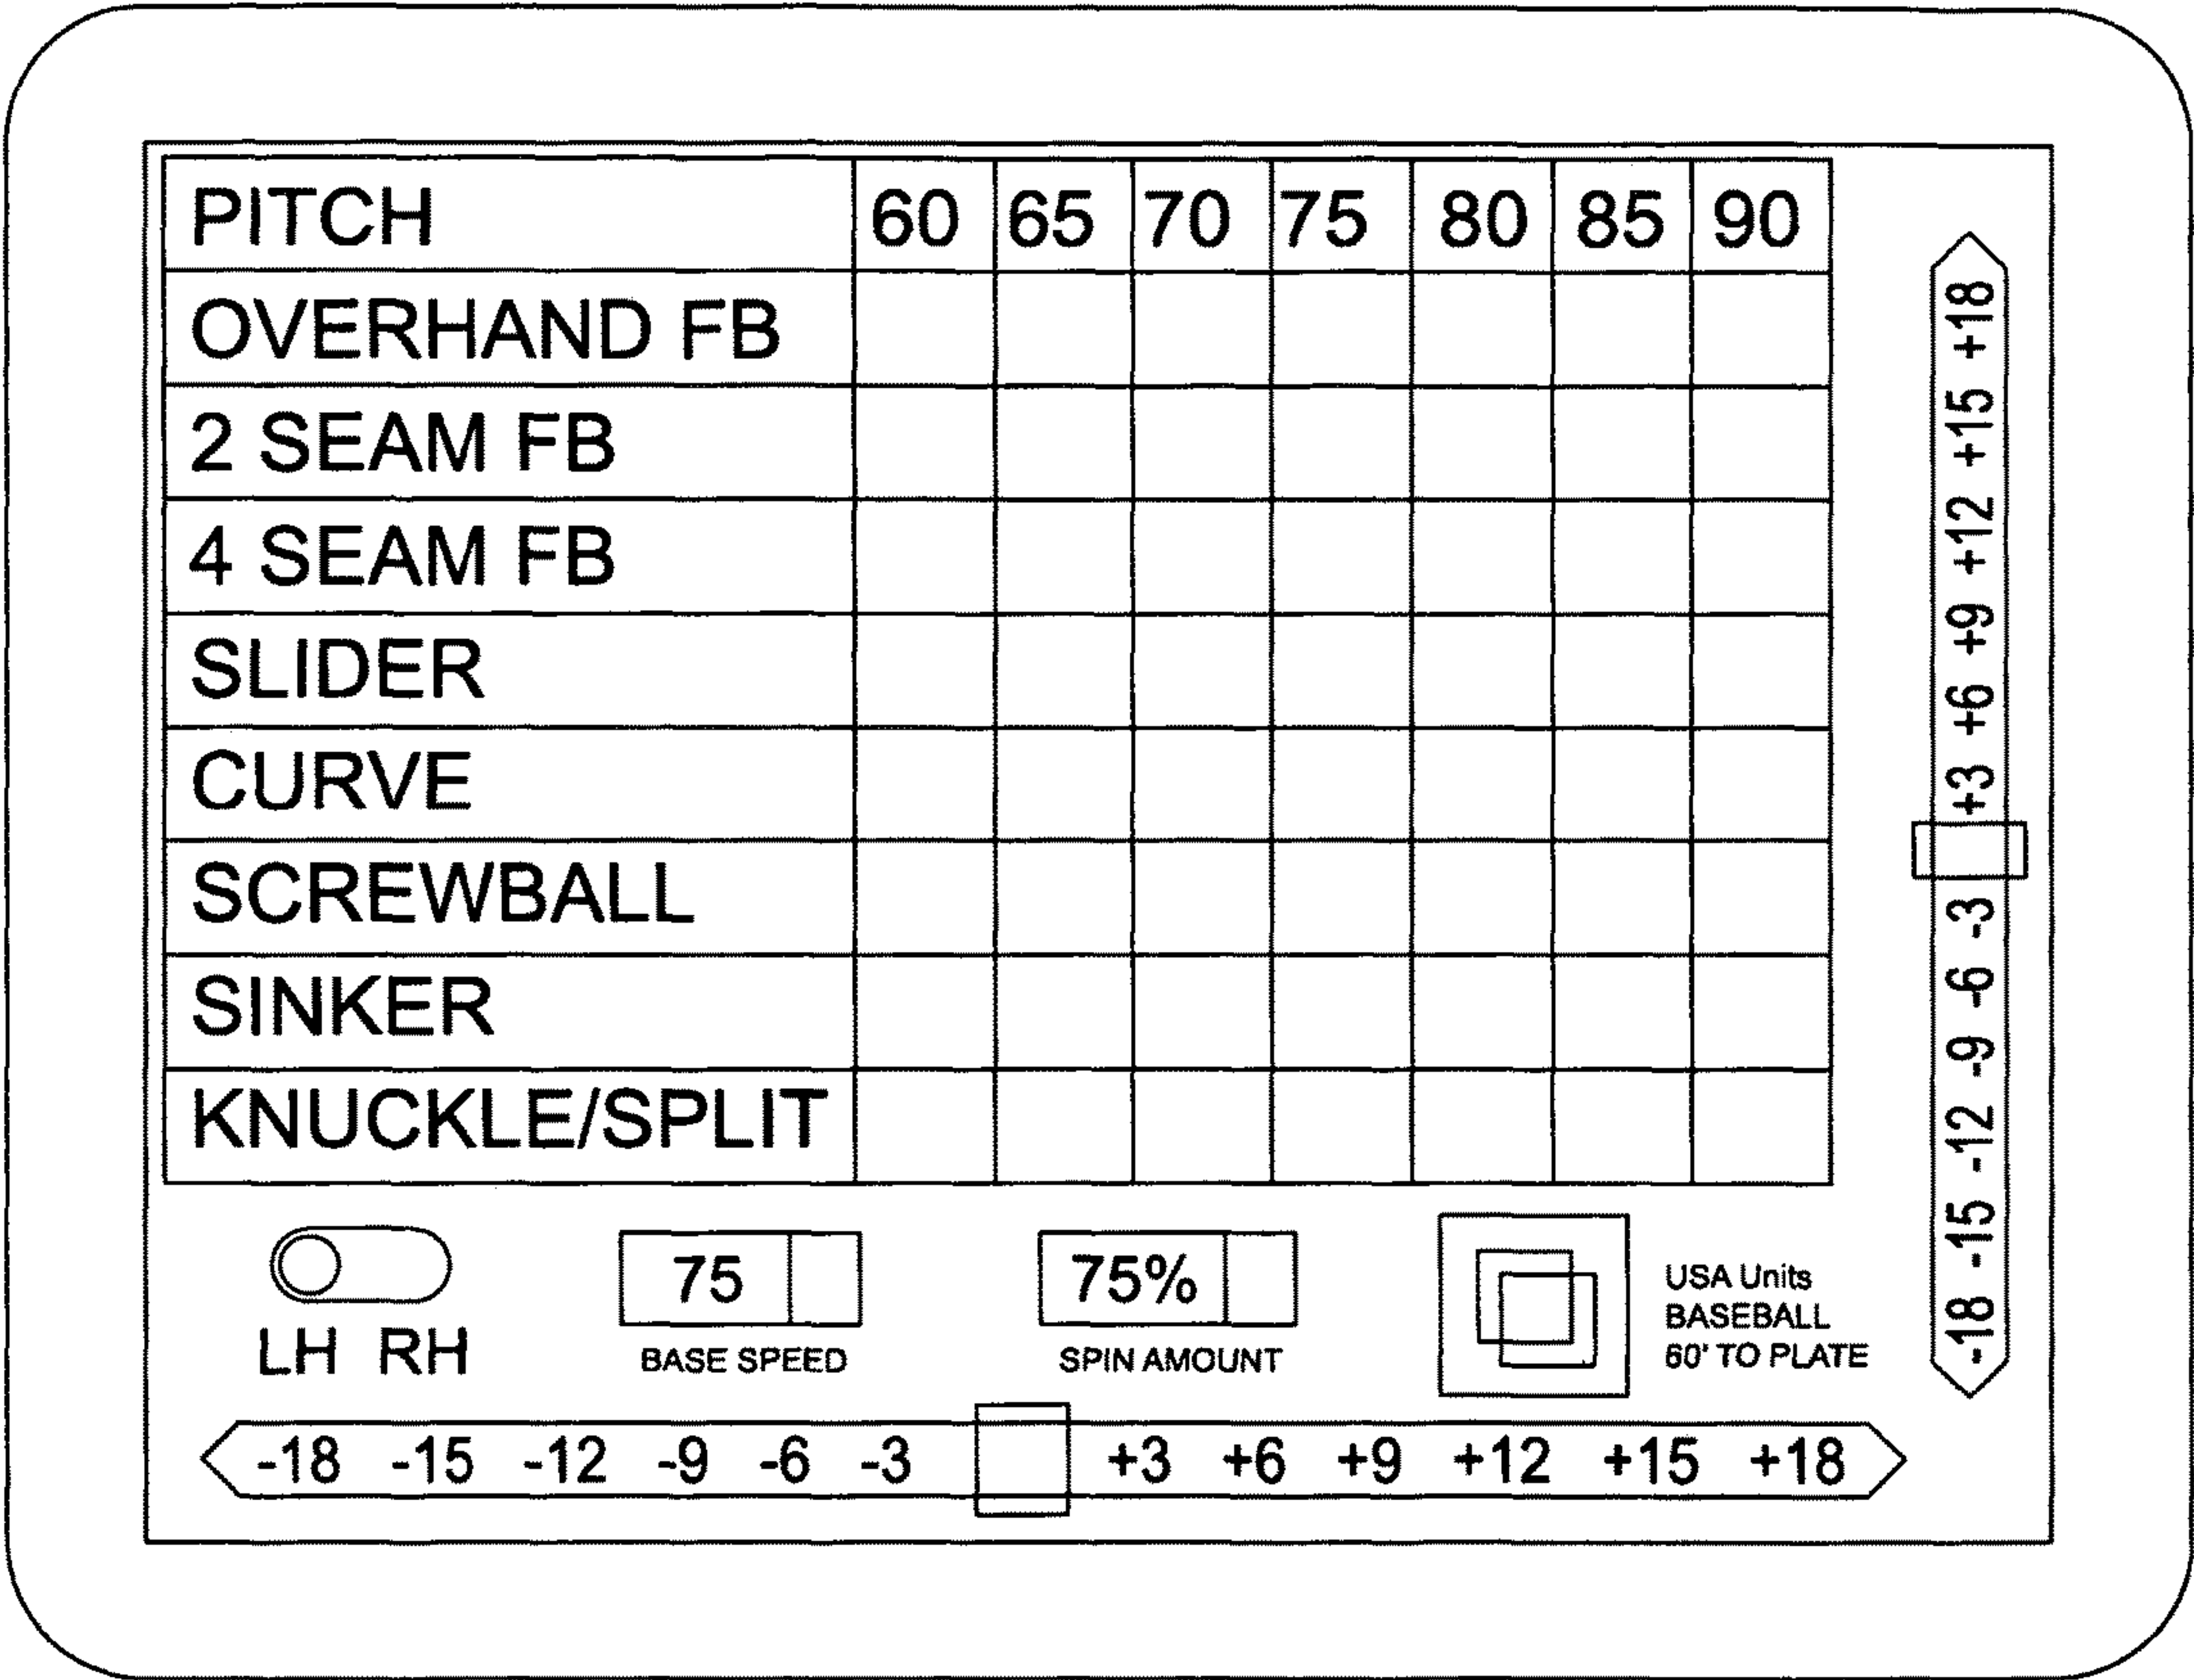 PITCH 60 65 70 75 80 85 90
OVERHAND FB
2 SEAM FB
4 SEAM FB
SLIDER
CURVE
SCREWBALL
SINKER
KNUCKLE/SPLIT
+18 +15 +12 +9 +6 +3 -3 -6 -9 -12 -15 -18
LH RH
75
BASE SPEED
75%
SPIN AMOUNT
USA Units
BASEBALL
60' TO PLATE
-18 -15 -12 -9 -6 -3 +3 +6 +9 +12 +15 +18